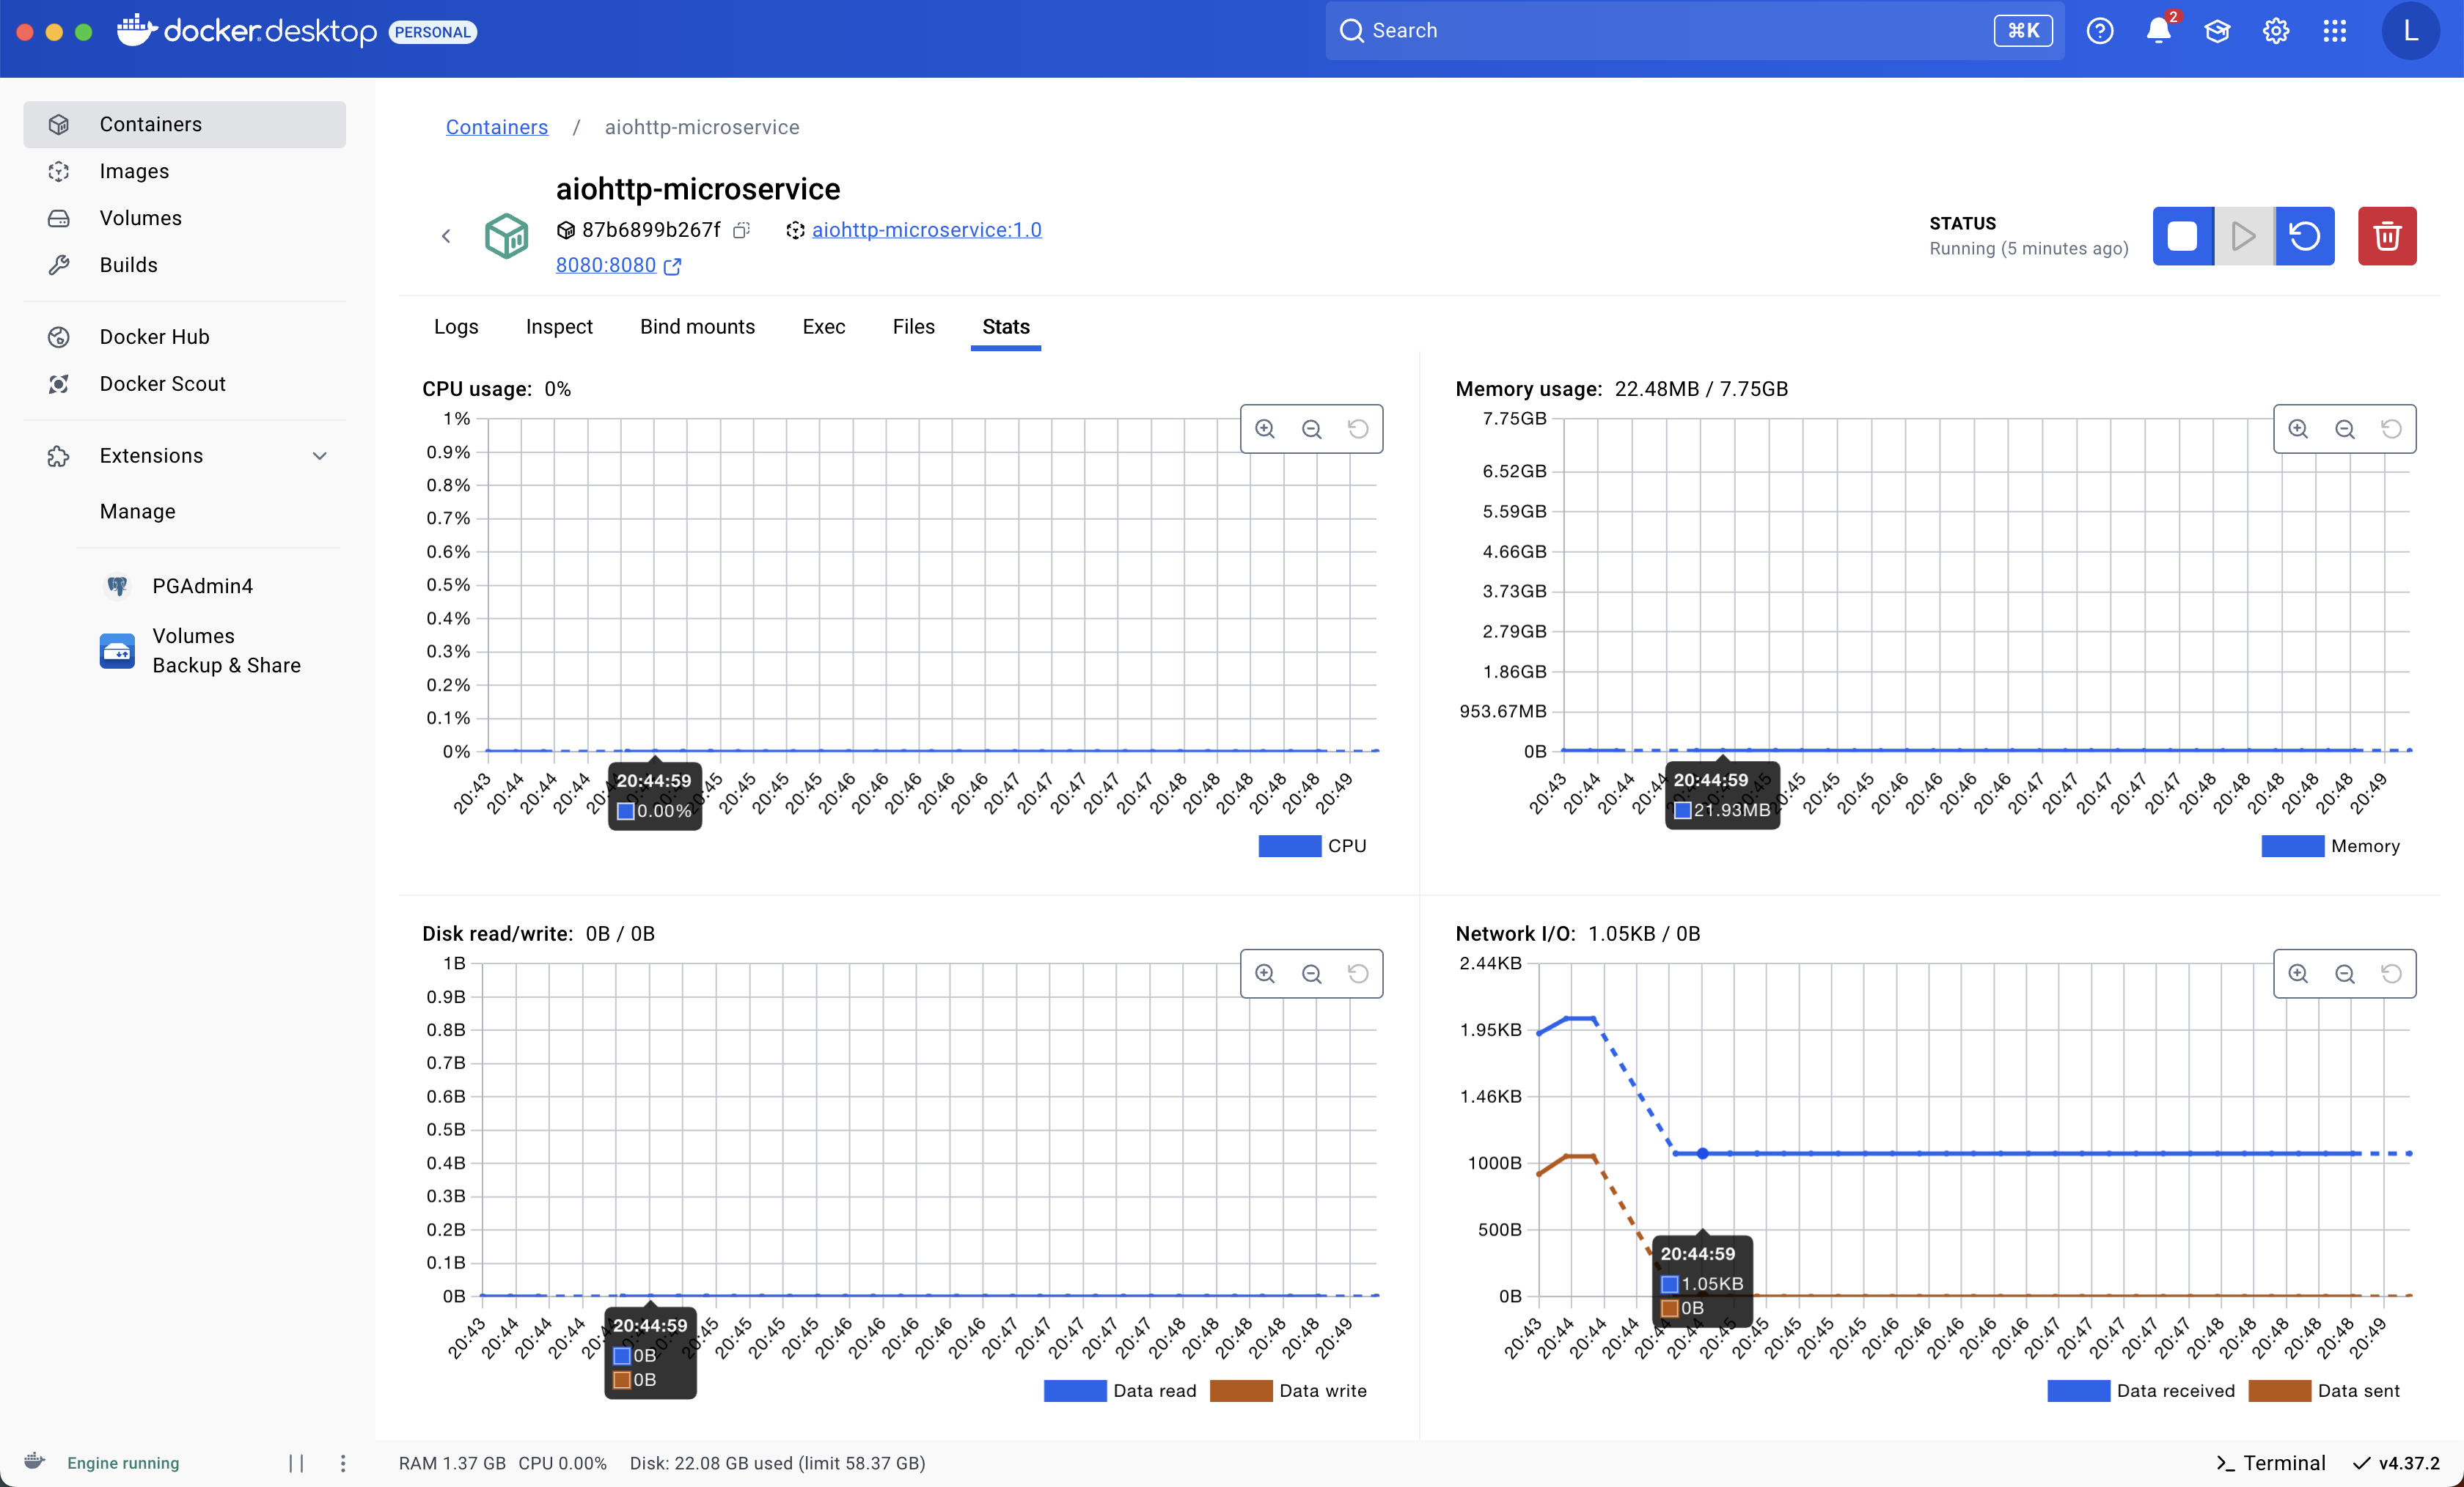 docker.desktop PERSONAL
Search
⌘K
2
L
Containers
Images
Volumes
Builds
Docker Hub
Docker Scout
Extensions
Manage
PGAdmin4
Volumes
Backup & Share
Containers / aiohttp-microservice
aiohttp-microservice
87b6899b267f aiohttp-microservice:1.0
8080:8080
STATUS
Running (5 minutes ago)
Logs Inspect Bind mounts Exec Files Stats
CPU usage: 0%
1%
0.9%
0.8%
0.7%
0.6%
0.5%
0.4%
0.3%
0.2%
0.1%
0%
20:43 20:44 20:44 20:44 20:45 20:45 20:45 20:45 20:46 20:46 20:46 20:46 20:46 20:47 20:47 20:47 20:47 20:48 20:48 20:48 20:48 20:48 20:49
20:44:59
0.00%
CPU
Memory usage: 22.48MB / 7.75GB
7.75GB
6.52GB
5.59GB
4.66GB
3.73GB
2.79GB
1.86GB
953.67MB
0B
20:43 20:44 20:44 20:44 20:45 20:45 20:45 20:45 20:46 20:46 20:46 20:46 20:46 20:47 20:47 20:47 20:47 20:48 20:48 20:48 20:48 20:48 20:49
20:44:59
21.93MB
Memory
Disk read/write: 0B / 0B
1B
0.9B
0.8B
0.7B
0.6B
0.5B
0.4B
0.3B
0.2B
0.1B
0B
20:43 20:44 20:44 20:44 20:45 20:45 20:45 20:45 20:46 20:46 20:46 20:46 20:46 20:47 20:47 20:47 20:47 20:48 20:48 20:48 20:48 20:48 20:49
20:44:59
0B
0B
Data read Data write
Network I/O: 1.05KB / 0B
2.44KB
1.95KB
1.46KB
1000B
500B
0B
20:43 20:44 20:44 20:44 20:44 20:44 20:45 20:45 20:45 20:45 20:45 20:46 20:46 20:46 20:46 20:46 20:47 20:47 20:47 20:47 20:48 20:48 20:48 20:48 20:48 20:49
20:44:59
1.05KB
0B
Data received Data sent
Engine running
RAM 1.37 GB CPU 0.00% Disk: 22.08 GB used (limit 58.37 GB)
Terminal
v4.37.2